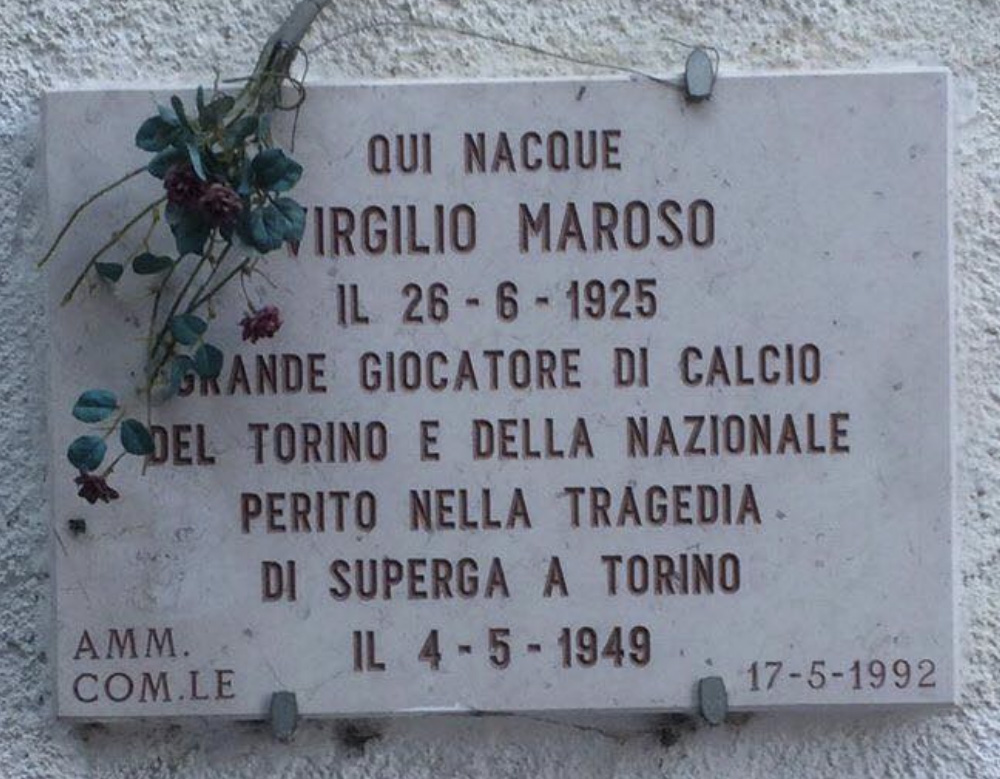 QUI NACQUE
VIRGILIO MAROSO
IL 26-6-1925
GRANDE GIOCATORE DI CALCIO
DEL TORINO E DELLA NAZIONALE
PERITO NELLA TRAGEDIA
DI SUPERGA A TORINO
IL 4-5-1949
AMM.
COM.LE
17-5-1992